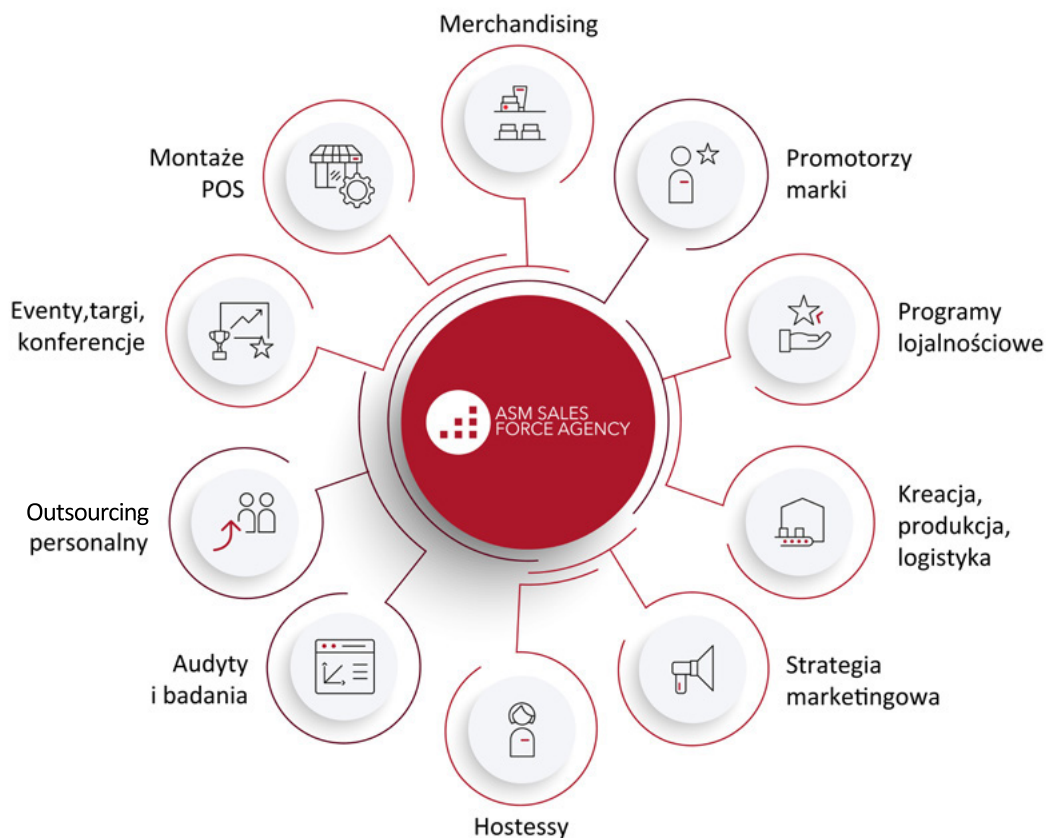 Merchandising
Promotorzy
marki
Programy
lojalnościowe
Kreacja,
produkcja,
logistyka
Strategia
marketingowa
Hostessy
Audyty
i badania
Outsourcing
personalny
Eventy,targi,
konferencje
Montaże
POS
ASM SALES
FORCE AGENCY